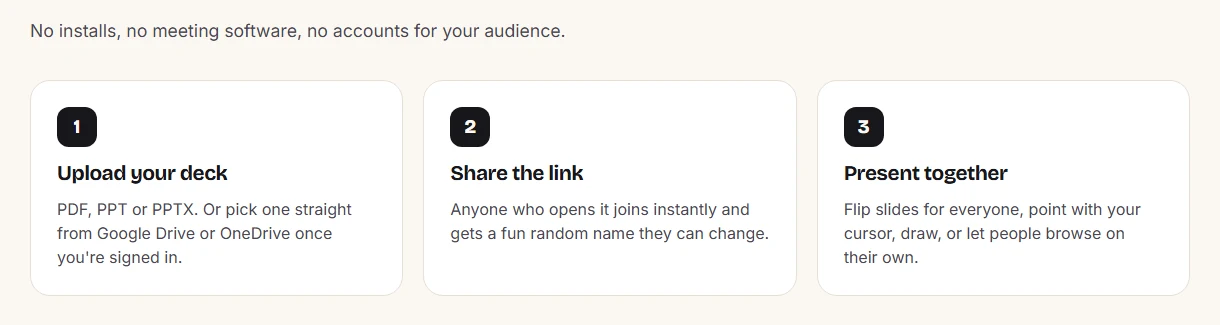 No installs, no meeting software, no accounts for your audience.
1
Upload your deck
PDF, PPT or PPTX. Or pick one straight
from Google Drive or OneDrive once
you're signed in.
2
Share the link
Anyone who opens it joins instantly and
gets a fun random name they can change.
3
Present together
Flip slides for everyone, point with your
cursor, draw, or let people browse on
their own.